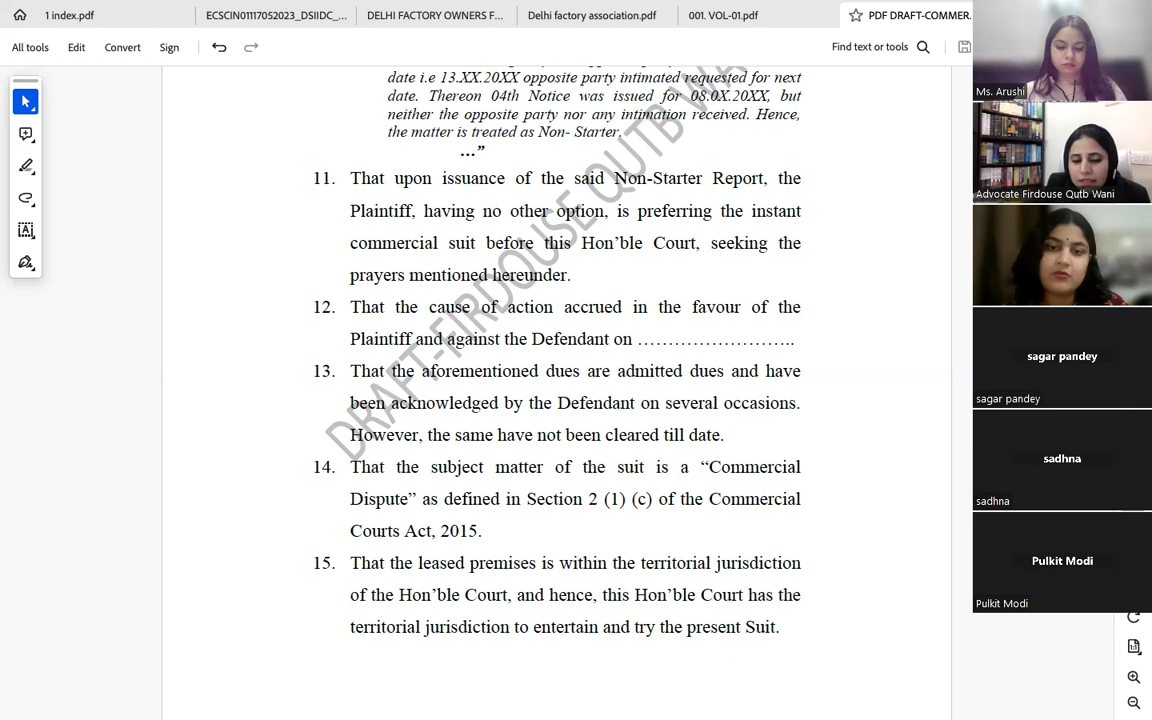 1 index.pdf
ECSCIN01117052023_DSIIDC_...
DELHI FACTORY OWNERS F...
Delhi factory association.pdf
001. VOL-01.pdf
PDF DRAFT-COMMER...
All tools
Edit
Convert
Sign
Find text or tools
date i.e 13.XX.20XX opposite party intimated requested for next
date. Thereon 04th Notice was issued for 08.0X.20XX, but
neither the opposite party nor any intimation received. Hence,
the matter is treated as Non- Starter.
…”
11. That upon issuance of the said Non-Starter Report, the
Plaintiff, having no other option, is preferring the instant
commercial suit before this Hon’ble Court, seeking the
prayers mentioned hereunder.
12. That the cause of action accrued in the favour of the
Plaintiff and against the Defendant on ……………………..
13. That the aforementioned dues are admitted dues and have
been acknowledged by the Defendant on several occasions.
However, the same have not been cleared till date.
14. That the subject matter of the suit is a “Commercial
Dispute” as defined in Section 2 (1) (c) of the Commercial
Courts Act, 2015.
15. That the leased premises is within the territorial jurisdiction
of the Hon’ble Court, and hence, this Hon’ble Court has the
territorial jurisdiction to entertain and try the present Suit.
DRAFT-FIRDOUSE QUTB WA
Ms. Arushi
Advocate Firdouse Qutb Wani
sagar pandey
sagar pandey
sadhna
sadhna
Pulkit Modi
Pulkit Modi